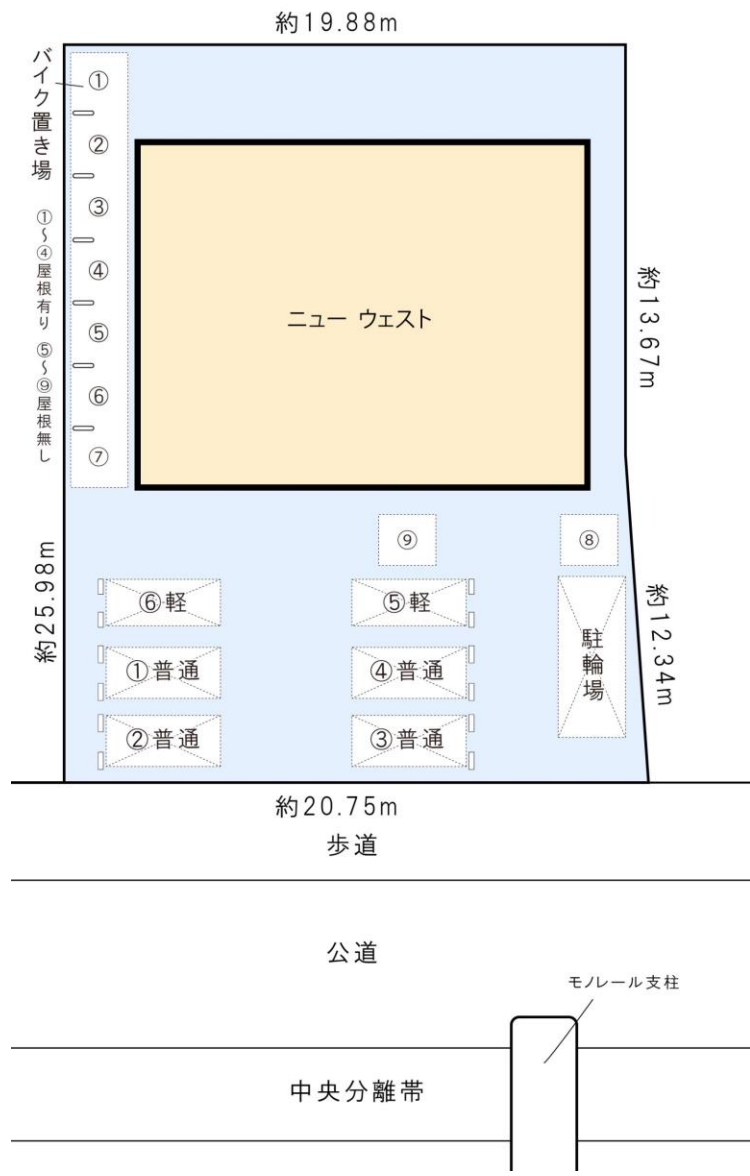 約19.88m
バイク置き場
①〜④屋根有り ⑤〜⑨屋根無し
①
②
③
④
⑤
⑥
⑦
ニュー ウェスト
約13.67m
⑨
⑧
約25.98m
⑥軽
⑤軽
約12.34m
①普通
④普通
駐輪場
②普通
③普通
約20.75m
歩道
公道
モノレール支柱
中央分離帯